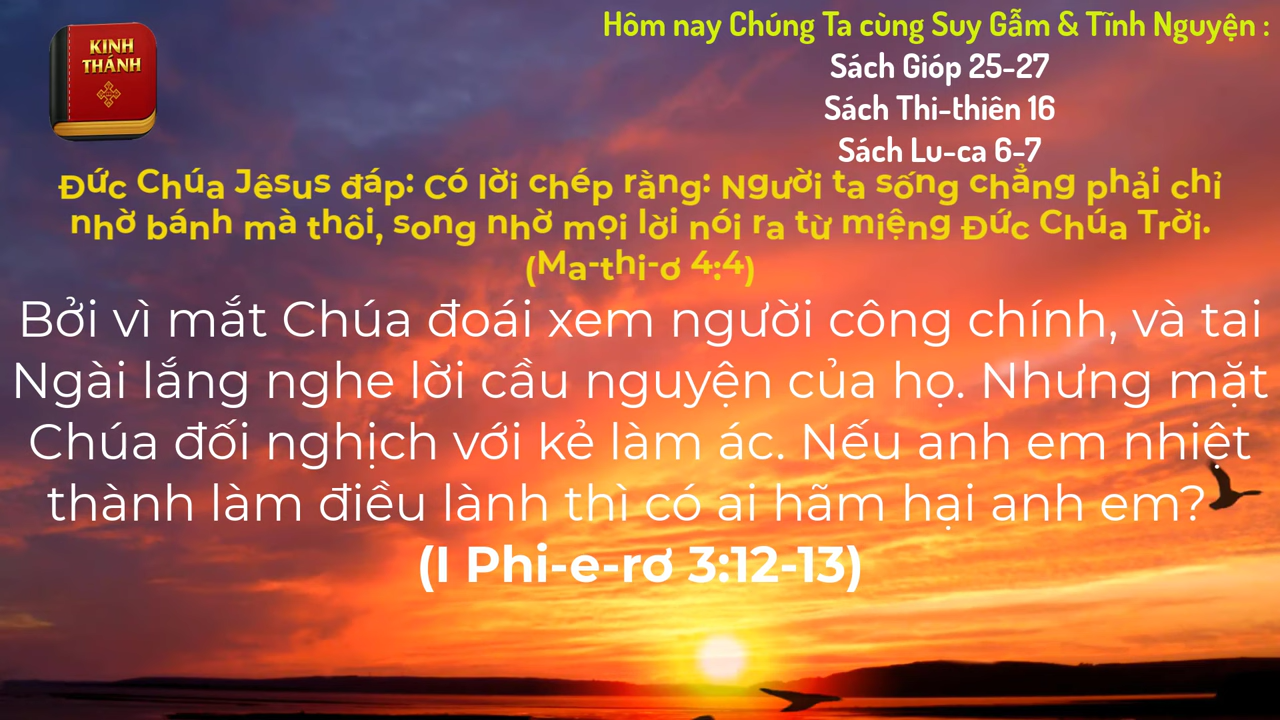 KINH
THÁNH
Hôm nay Chúng Ta cùng Suy Gẫm & Tĩnh Nguyện :
Sách Gióp 25-27
Sách Thi-thiên 16
Sách Lu-ca 6-7
Đức Chúa Jêsus đáp: Có lời chép rằng: Người ta sống chẳng phải chỉ
nhờ bánh mà thôi, song nhờ mọi lời nói ra từ miệng Đức Chúa Trời.
(Ma-thi-ơ 4:4)
Bởi vì mắt Chúa đoái xem người công chính, và tai
Ngài lắng nghe lời cầu nguyện của họ. Nhưng mặt
Chúa đối nghịch với kẻ làm ác. Nếu anh em nhiệt
thành làm điều lành thì có ai hãm hại anh em?
(I Phi-e-rơ 3:12-13)